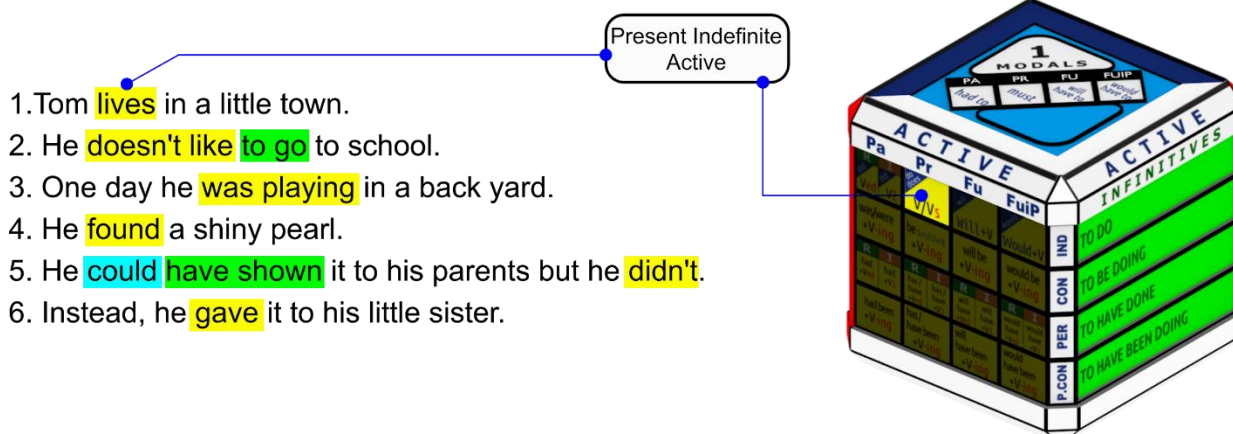 Present Indefinite
Active
1.Tom lives in a little town.
2. He doesn't like to go to school.
3. One day he was playing in a back yard.
4. He found a shiny pearl.
5. He could have shown it to his parents but he didn't.
6. Instead, he gave it to his little sister.
1
MODALS
PA PR FU FUIP
had to must will have to would have to
ACTIVE
Pa Pr Fu FuiP
V/Vs Will+V Would+V
was/were +V-ing
will be +V-ing
would be +V-ing
had been +V-ing
has/ have been +V-ing
will have been +V-ing
would have been +V-ing
IND
CON
PER
P.CON
ACTIVE
INFINITIVES
TO DO
TO BE DOING
TO HAVE DONE
TO HAVE BEEN DOING